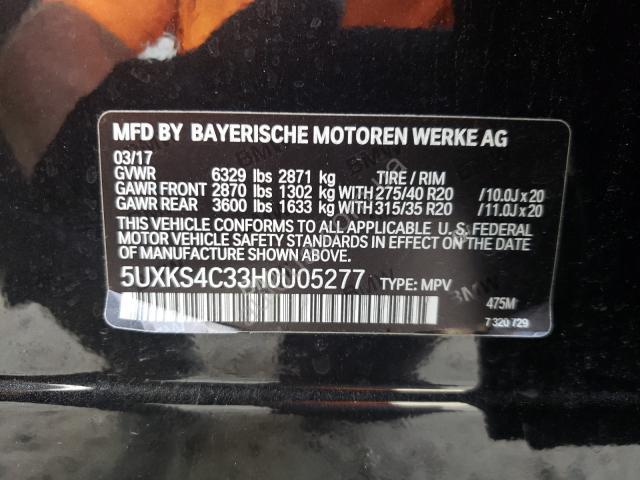 MFD BY BAYERISCHE MOTOREN WERKE AG
03/17
GVWR 6329 lbs 2871 kg TIRE / RIM
GAWR FRONT 2870 lbs 1302 kg WITH 275/40 R20 /10.0J x 20
GAWR REAR 3600 lbs 1633 kg WITH 315/35 R20 /11.0J x 20
THIS VEHICLE CONFORMS TO ALL APPLICABLE U. S. FEDERAL
MOTOR VEHICLE SAFETY STANDARDS IN EFFECT ON THE DATE
OF MANUFACTURE SHOWN ABOVE.
5UXKS4C33H0U05277 TYPE: MPV 475M
7 320 729